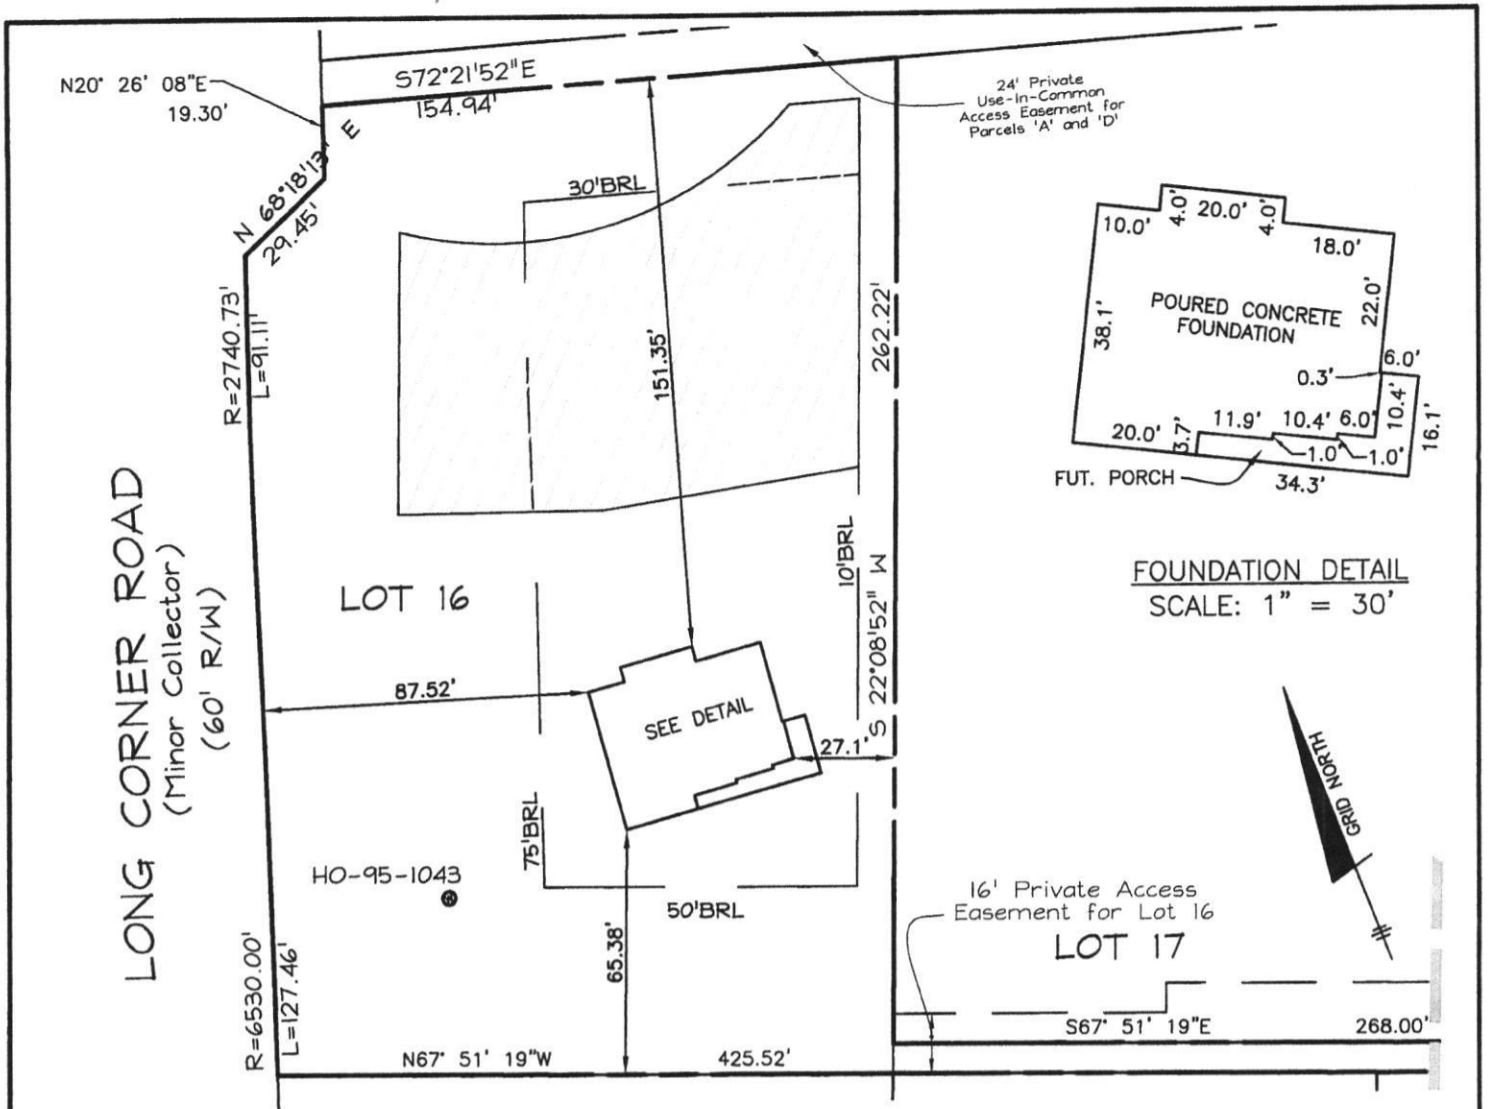 N20° 26' 08"E
19.30'
S72°21'52"E
154.94'
24' Private
Use-In-Common
Access Easement for
Parcels 'A' and 'D'
N 68°18'13" E
29.45'
30'BRL
R=2740.73'
L=91.11'
151.35'
262.22'
10.0'
4.0'
20.0'
4.0'
18.0'
POURED CONCRETE
FOUNDATION
38.1'
22.0'
6.0'
0.3'
10.4'
16.1'
20.0'
3.7'
11.9'
10.4'
6.0'
1.0'
1.0'
FUT. PORCH
34.3'
FOUNDATION DETAIL
SCALE: 1" = 30'
LONG CORNER ROAD
(Minor Collector)
(60' R/W)
LOT 16
10'BRL
S 22°08'52" W
87.52'
SEE DETAIL
27.1'
GRID NORTH
75'BRL
HO-95-1043
50'BRL
65.38'
16' Private Access
Easement for Lot 16
LOT 17
R=6530.00'
L=127.46'
S67° 51' 19"E
268.00'
N67° 51' 19"W
425.52'